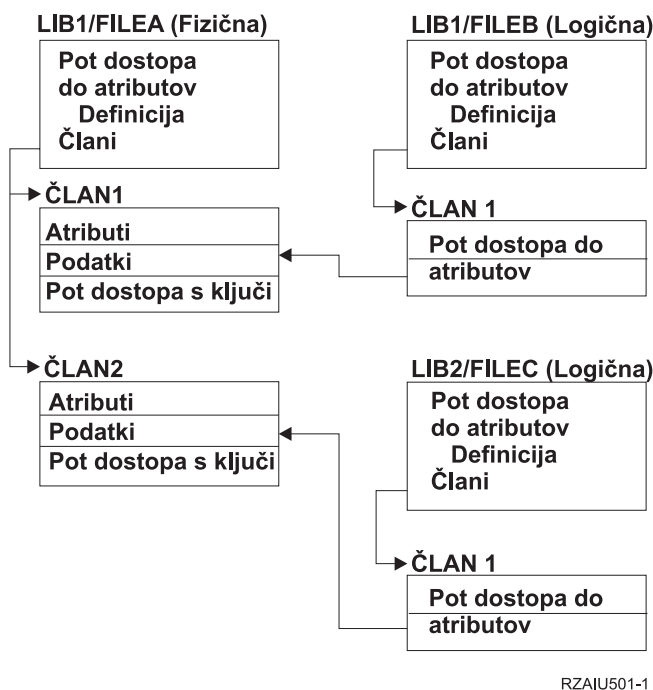 LIB1/FILEA (Fizična)
Pot dostopa
do atributov
Definicija
Člani
ČLAN1
Atributi
Podatki
Pot dostopa s ključi
ČLAN2
Atributi
Podatki
Pot dostopa s ključi
LIB1/FILEB (Logična)
Pot dostopa
do atributov
Definicija
Člani
ČLAN 1
Pot dostopa do
atributov
LIB2/FILEC (Logična)
Pot dostopa
do atributov
Definicija
Člani
ČLAN 1
Pot dostopa do
atributov
RZAIU501-1